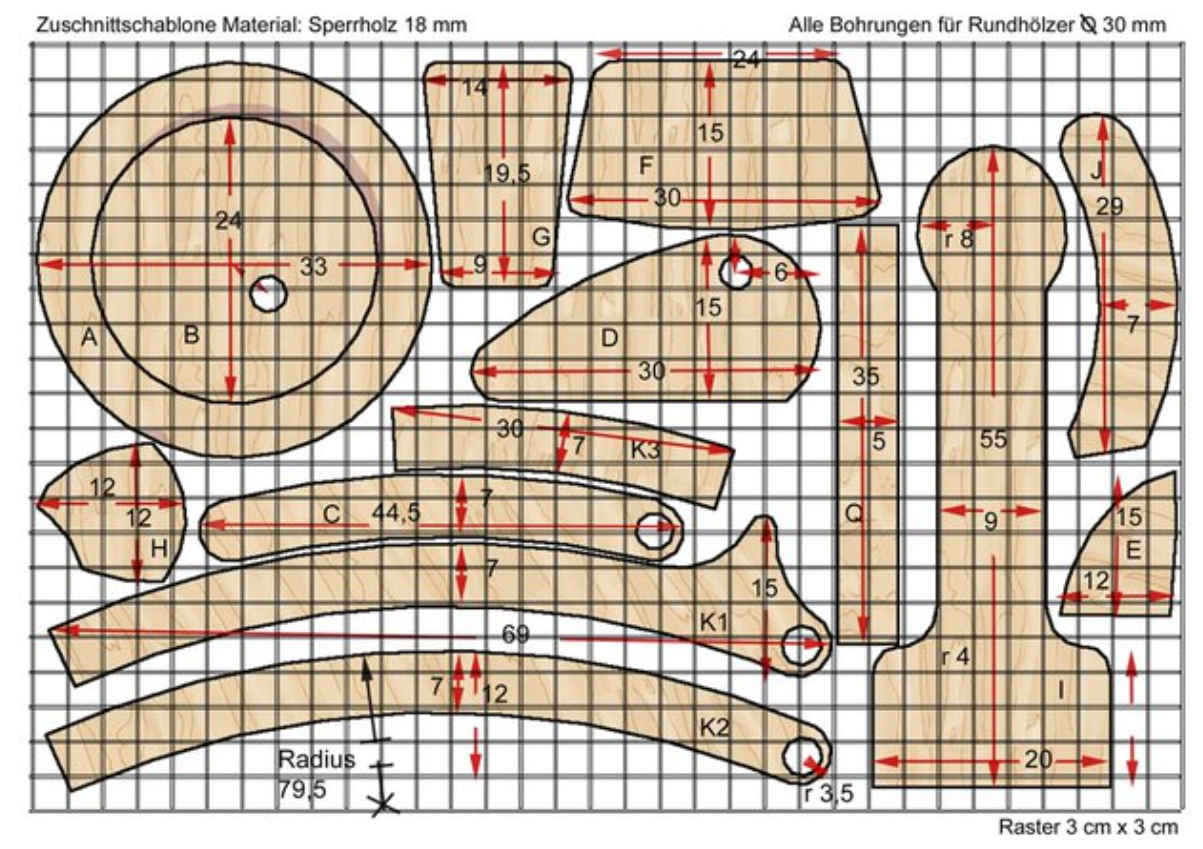 Zuschnittschablone Material: Sperrholz 18 mm
Alle Bohrungen für Rundhölzer Ø 30 mm
24
33
A
B
14
19,5
G
9
24
15
F
30
6
15
D
30
35
5
Q
r 8
55
9
r 4
I
20
J
29
7
15
E
12
30
7
K3
12
12
H
C
44,5
7
7
15
K1
69
7
12
K2
Radius
79,5
r 3,5
Raster 3 cm x 3 cm